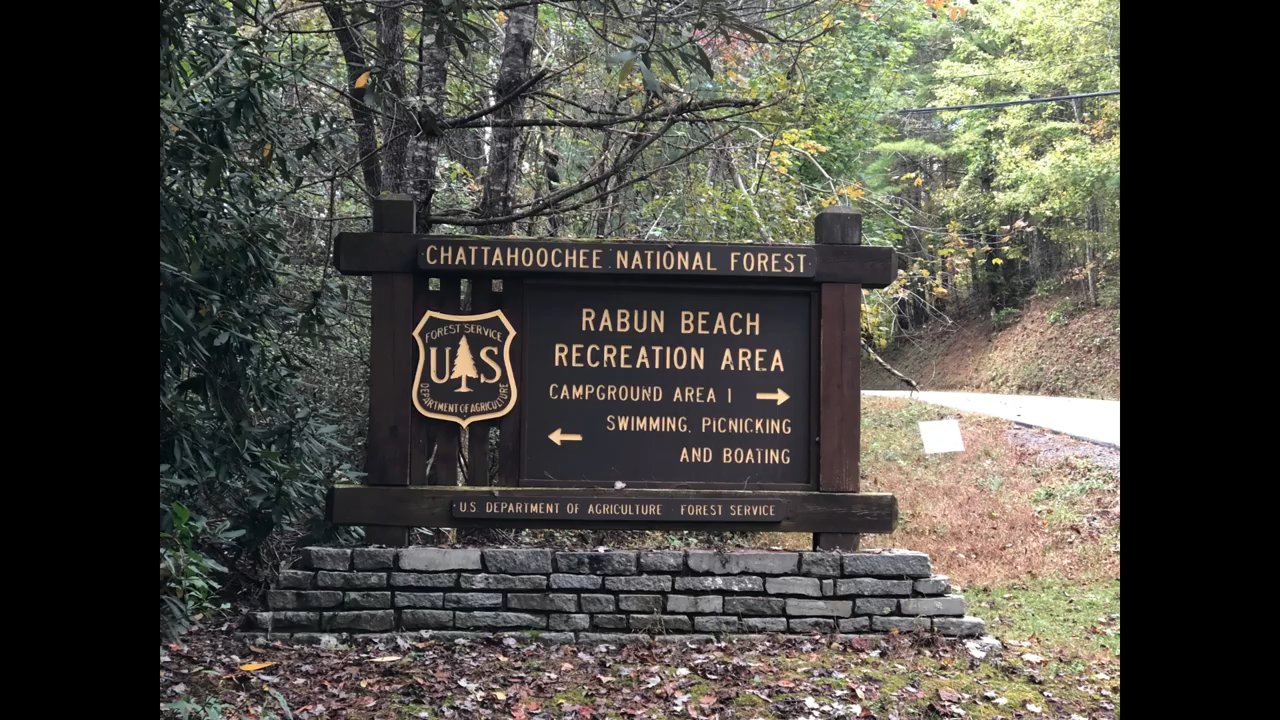 CHATTAHOOCHEE NATIONAL FOREST
FOREST SERVICE
US
DEPARTMENT OF AGRICULTURE
RABUN BEACH
RECREATION AREA
CAMPGROUND AREA 1
SWIMMING, PICNICKING
AND BOATING
U.S. DEPARTMENT OF AGRICULTURE FOREST SERVICE